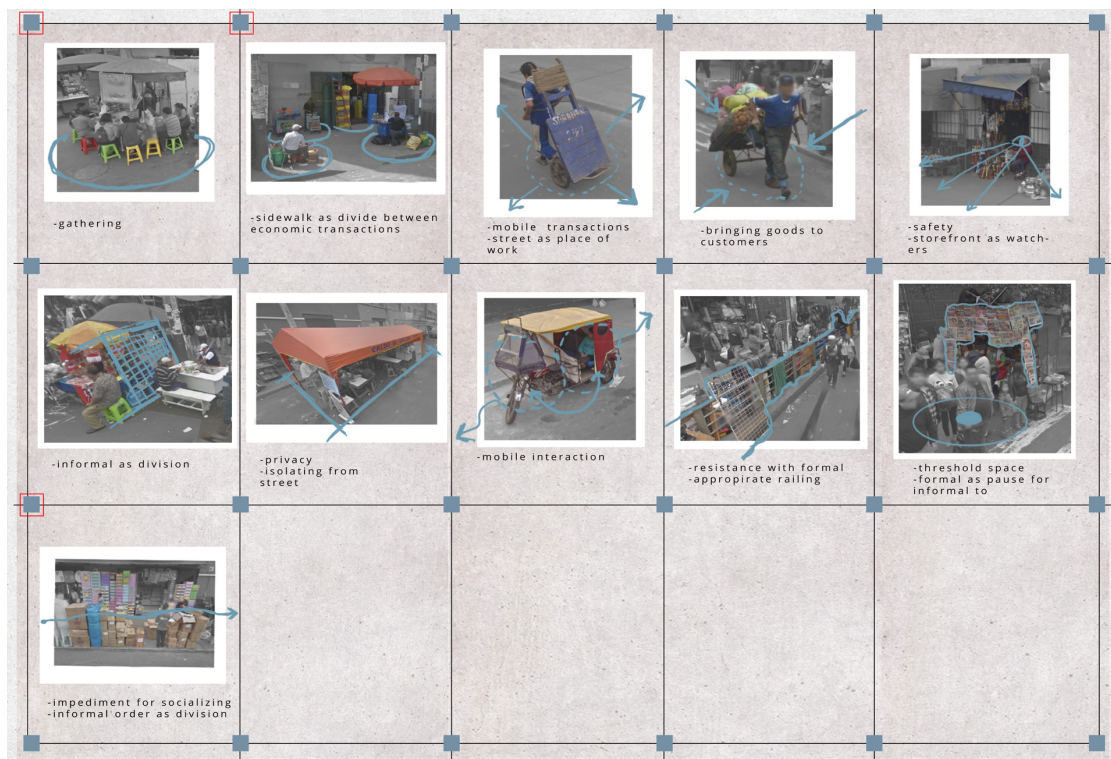 -gathering
-sidewalk as divide between
economic transactions
-mobile transactions
-street as place of
work
-bringing goods to
customers
-safety
-storefront as watch-
ers
-informal as division
-privacy
-isolating from
street
-mobile interaction
-resistance with formal
-appropirate railing
-threshold space
-formal as pause for
informal to
-impediment for socializing
-informal order as division